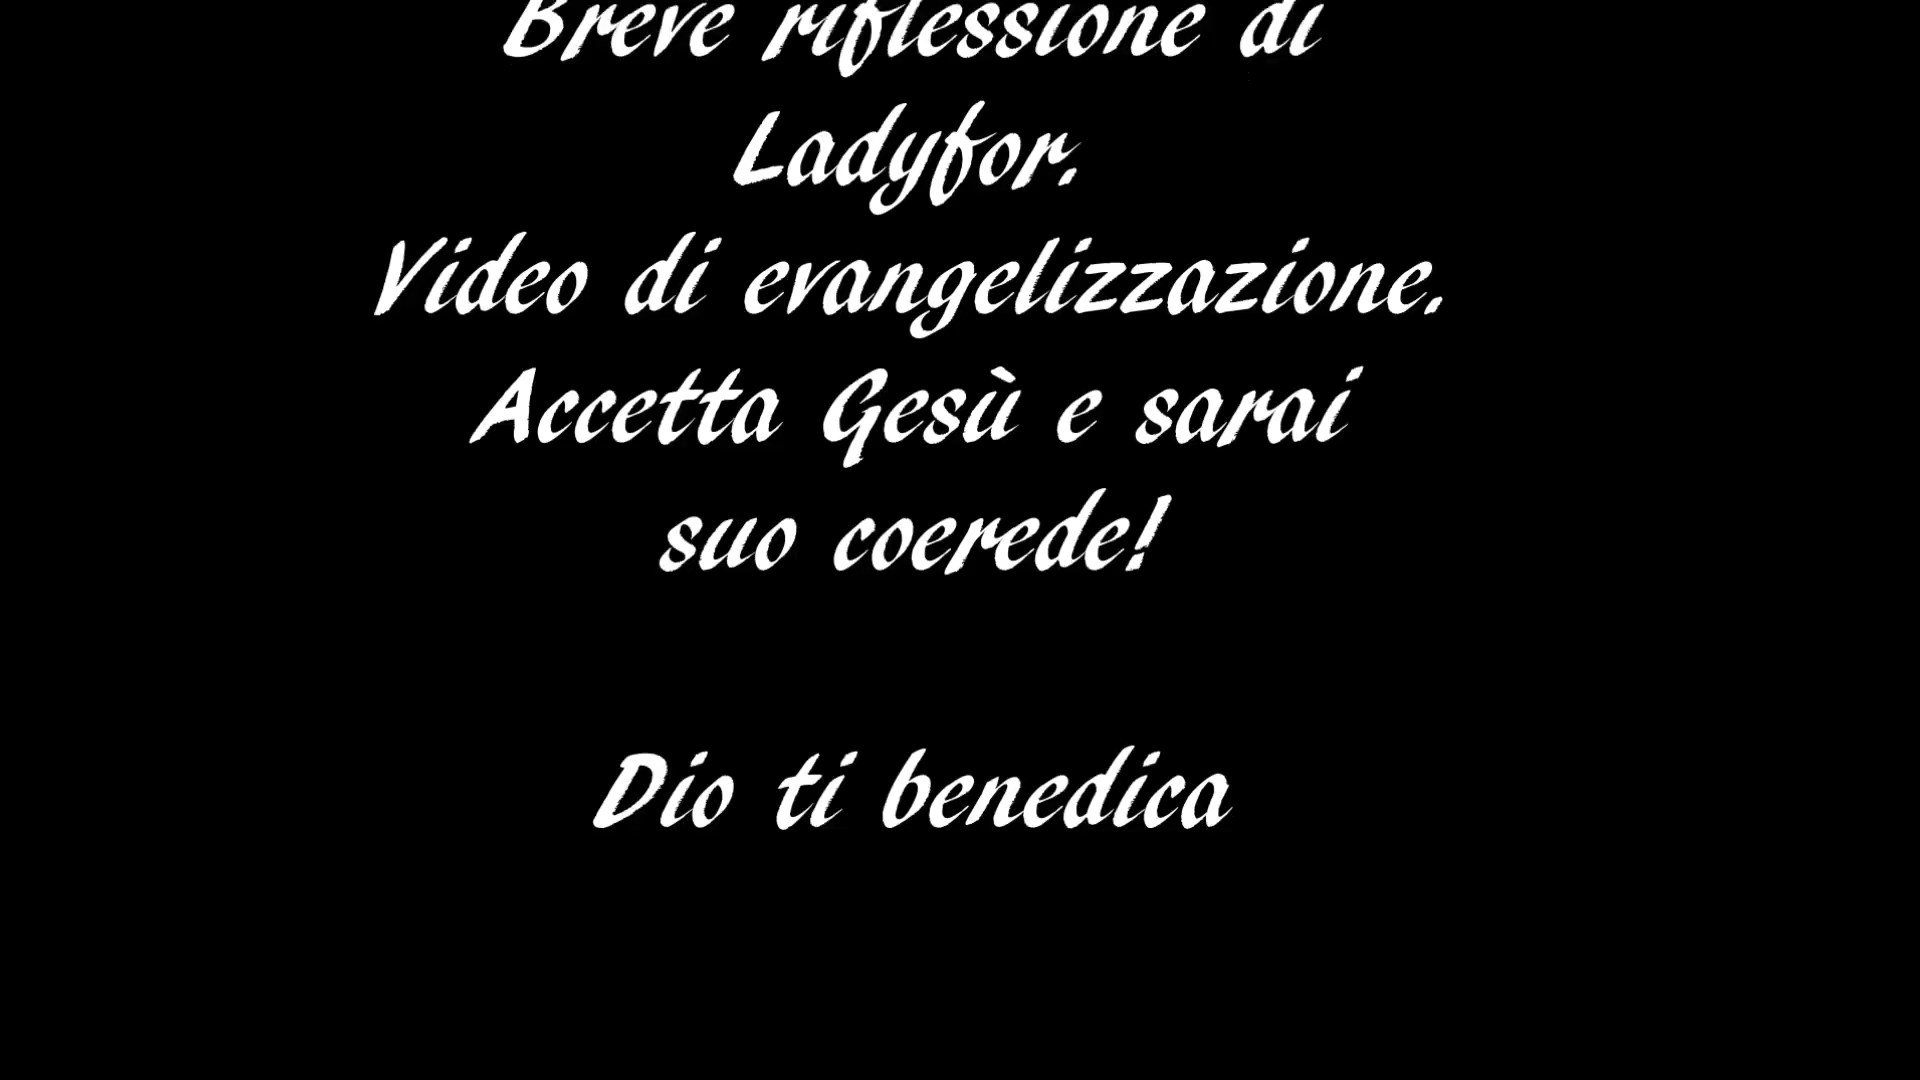 Breve riflessione di
Ladyfor.
Video di evangelizzazione.
Accetta Gesù e sarai
suo coerede!
Dio ti benedica